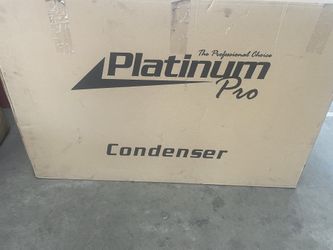 The Professional Choice
Platinum
Pro
Condenser